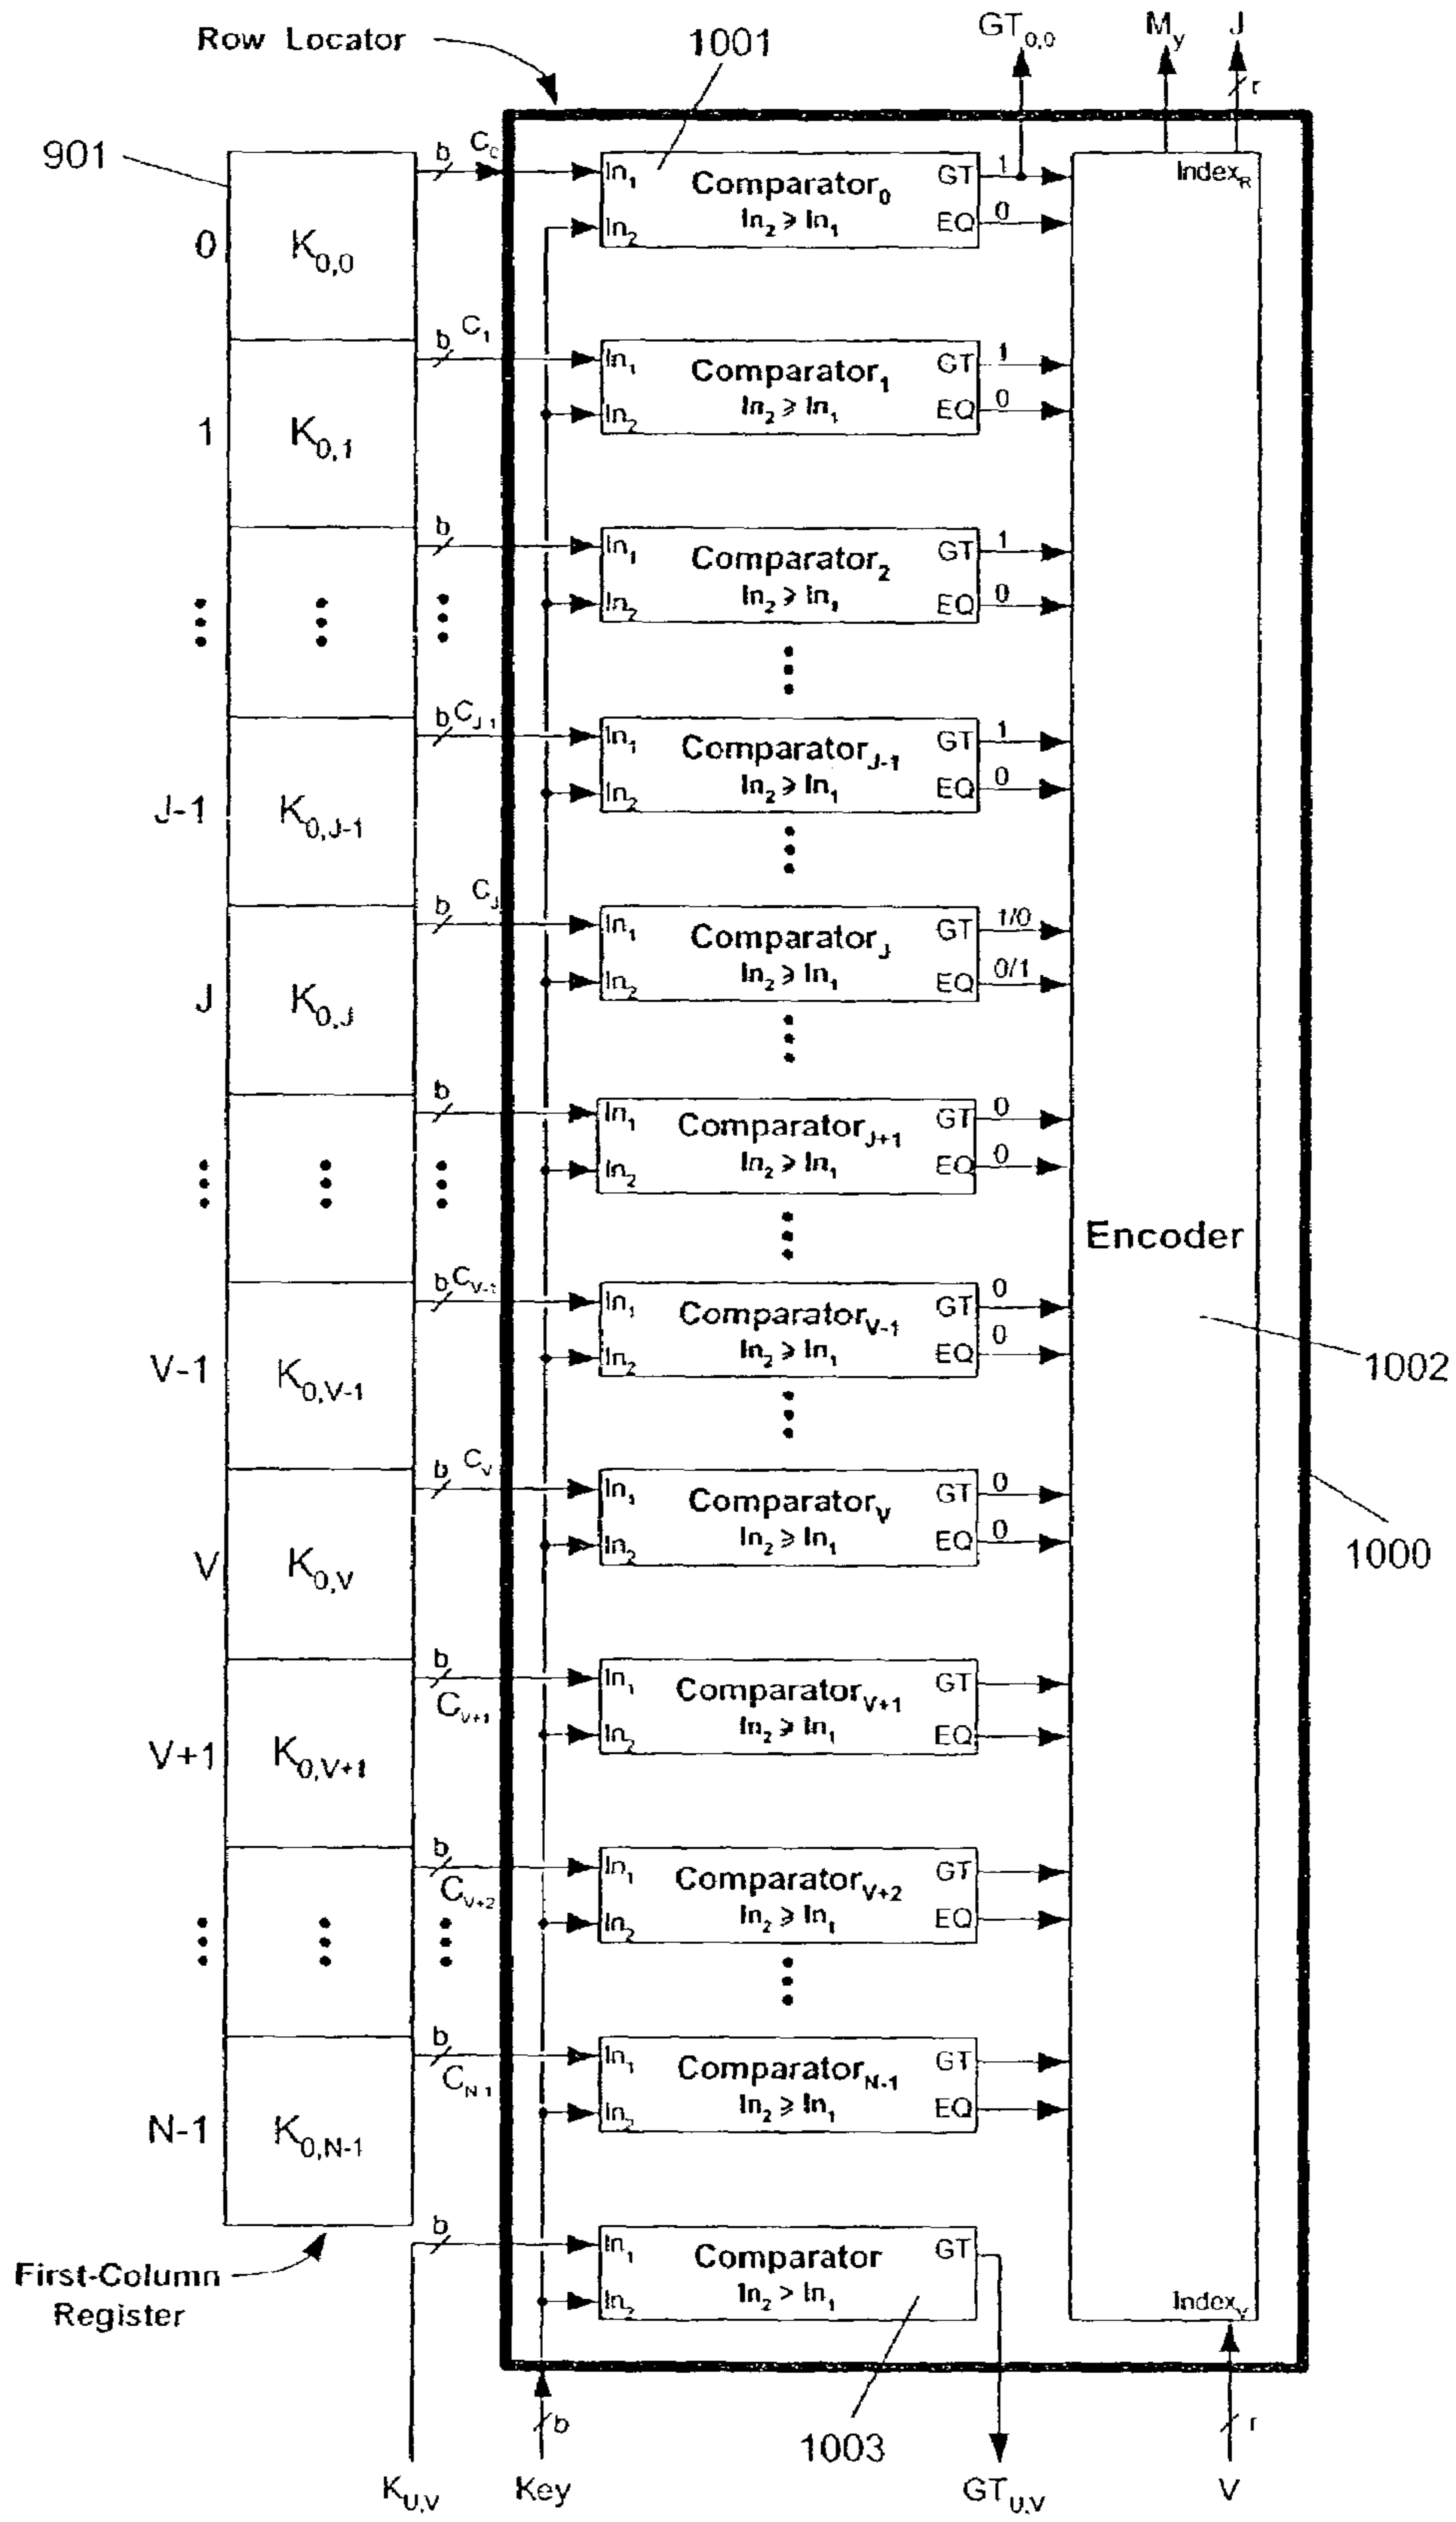 Row Locator
1001
GT0,0
My
J
r
901
b C0
In1 Comparator0 GT 1
In2 In2 ⩾ In1 EQ 0
IndexR
0 K0,0
b C1
In1 Comparator1 GT 1
In2 In2 ⩾ In1 EQ 0
1 K0,1
b
In1 Comparator2 GT 1
In2 In2 ⩾ In1 EQ 0
b CJ-1
In1 ComparatorJ-1 GT 1
In2 In2 ⩾ In1 EQ 0
J-1 K0,J-1
b CJ
In1 ComparatorJ GT 1/0
In2 In2 ⩾ In1 EQ 0/1
J K0,J
b
In1 ComparatorJ+1 GT 0
In2 In2 ⩾ In1 EQ 0
Encoder
1002
b CV-1
In1 ComparatorV-1 GT 0
In2 In2 ⩾ In1 EQ 0
V-1 K0,V-1
b CV
In1 ComparatorV GT 0
In2 In2 ⩾ In1 EQ 0
1000
V K0,V
b
CV+1
In1 ComparatorV+1 GT
In2 In2 ⩾ In1 EQ
V+1 K0,V+1
b
CV+2
In1 ComparatorV+2 GT
In2 In2 ⩾ In1 EQ
b
CN-1
In1 ComparatorN-1 GT
In2 In2 ⩾ In1 EQ
N-1 K0,N-1
b
In1 Comparator GT
In2 In2 > In1
IndexV
First-Column
Register
1003
b
r
KU,V
Key
GTU,V
V